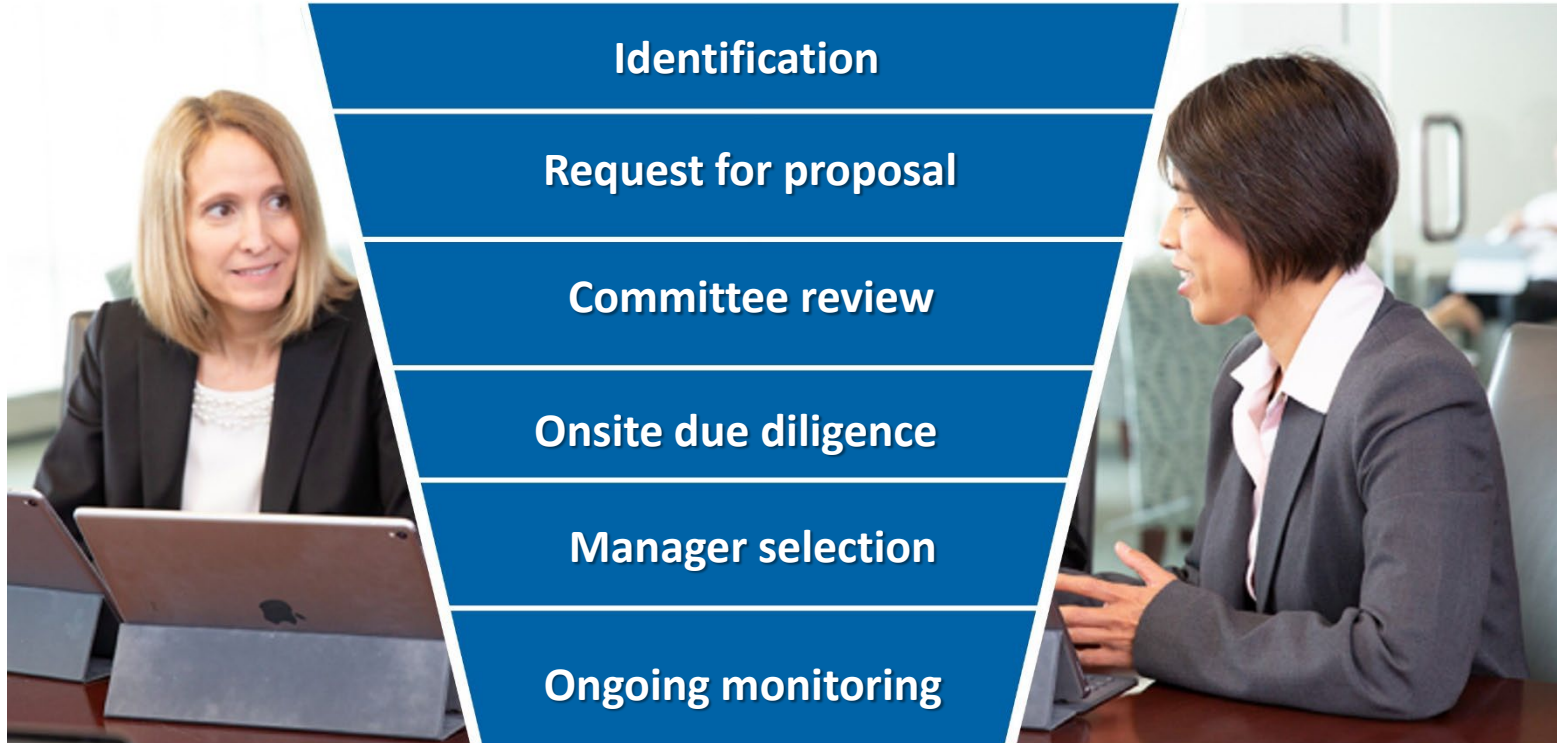 Identification
Request for proposal
Committee review
Onsite due diligence
Manager selection
Ongoing monitoring